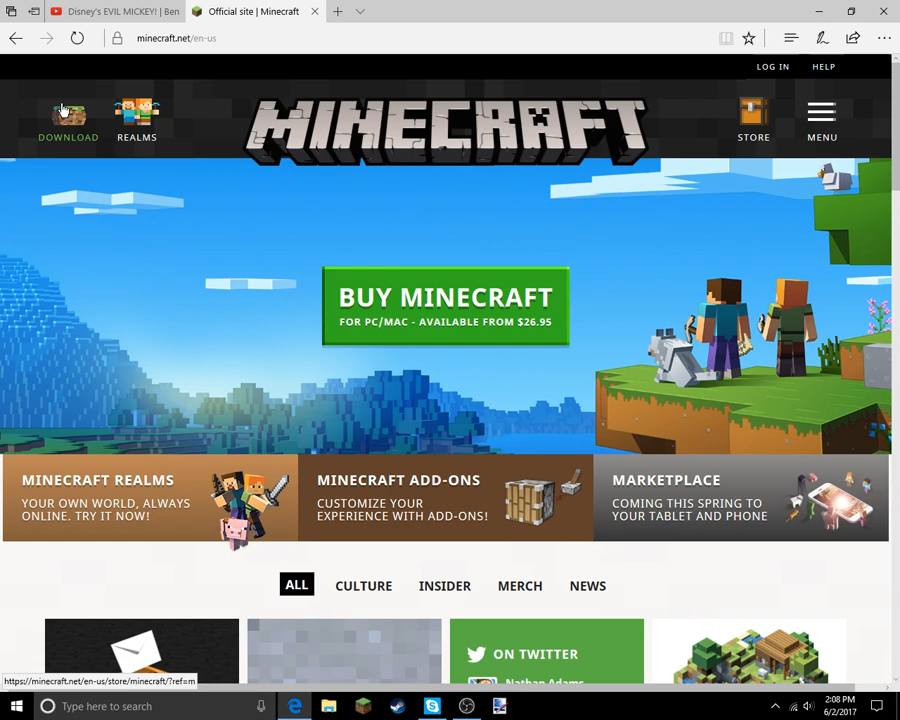 Disney's EVIL MICKEY! | Ben
Official site | Minecraft
minecraft.net/en-us
LOG IN
HELP
DOWNLOAD
REALMS
MINECRAFT
STORE
MENU
BUY MINECRAFT
FOR PC/MAC - AVAILABLE FROM $26.95
MINECRAFT REALMS
YOUR OWN WORLD, ALWAYS
ONLINE. TRY IT NOW!
MINECRAFT ADD-ONS
CUSTOMIZE YOUR
EXPERIENCE WITH ADD-ONS!
MARKETPLACE
COMING THIS SPRING TO
YOUR TABLET AND PHONE
ALL
CULTURE
INSIDER
MERCH
NEWS
ON TWITTER
Nathan Adams
https://minecraft.net/en-us/store/minecraft/?ref=m
Type here to search
2:08 PM
6/2/2017